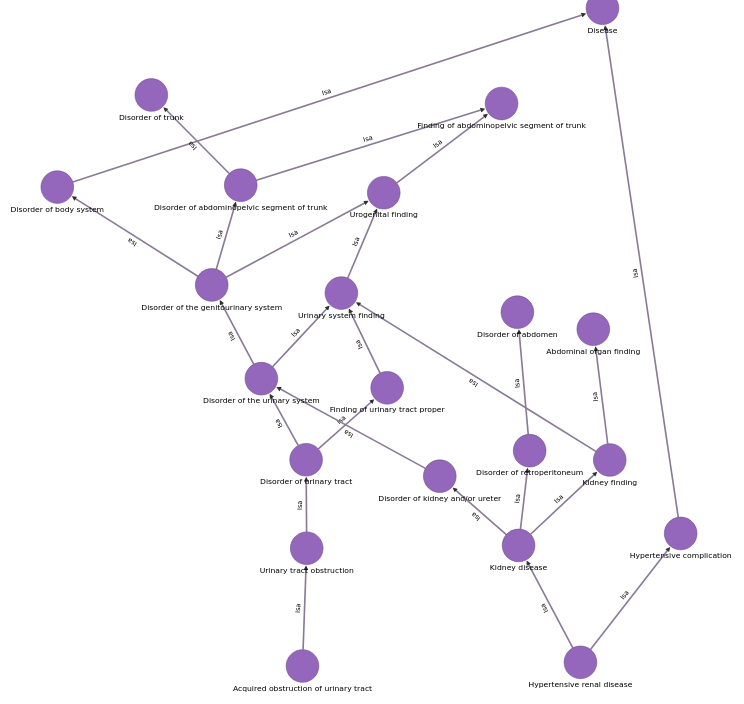 Disease
Isa
Disorder of trunk
Finding of abdominopelvic segment of trunk
Isa
Isa
Isa
Disorder of body system
Disorder of abdominopelvic segment of trunk
Urogenital finding
Isa
Isa
Isa
Isa
Isa
Disorder of the genitourinary system
Urinary system finding
Disorder of abdomen
Abdominal organ finding
Isa
Isa
Isa
Isa
Isa
Isa
Disorder of the urinary system
Finding of urinary tract proper
Isa
Isa
Isa
Isa
Disorder of urinary tract
Disorder of kidney and/or ureter
Disorder of retroperitoneum
Kidney finding
Isa
Isa
Isa
Isa
Urinary tract obstruction
Kidney disease
Hypertensive complication
Isa
Isa
Isa
Acquired obstruction of urinary tract
Hypertensive renal disease